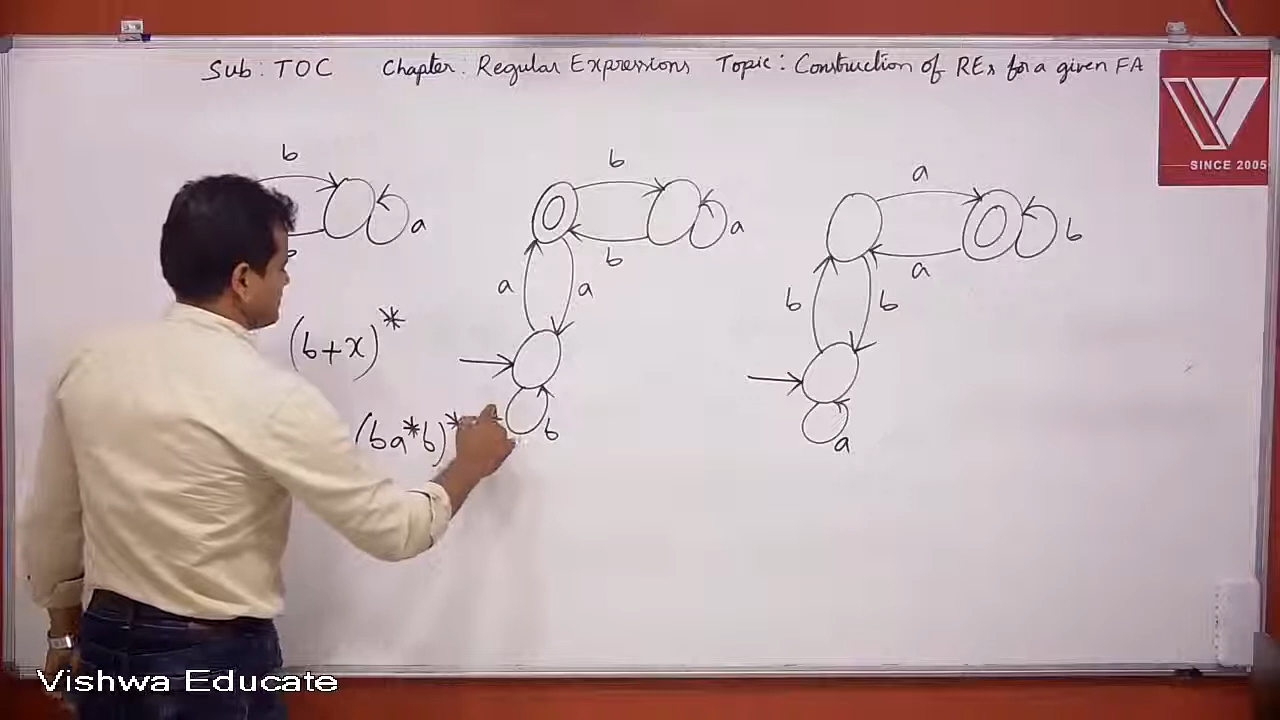 Sub: TOC Chapter: Regular Expressions Topic: Construction of REs for a given FA
SINCE 2005
b b a
a a b
b b a
a a b b
(b+x)*
(ba*b)* b
a
Vishwa Educate